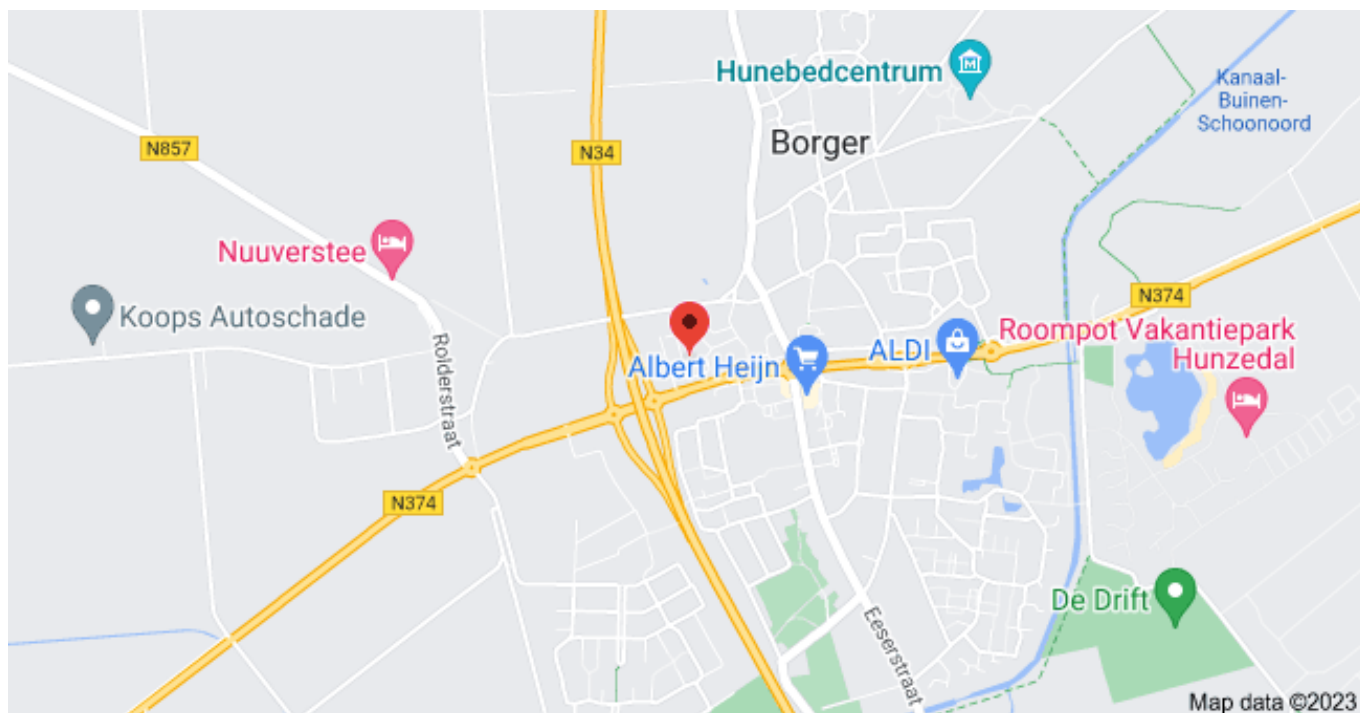 Hunebedcentrum
Kanaal-
Buinen-
Schoonoord
Borger
N857
N34
Nuuverstee
N374
Koops Autoschade
Roompot Vakantiepark
Hunzedal
Albert Heijn
ALDI
Rolderstraat
N374
De Drift
Eeserstraat
Map data ©2023